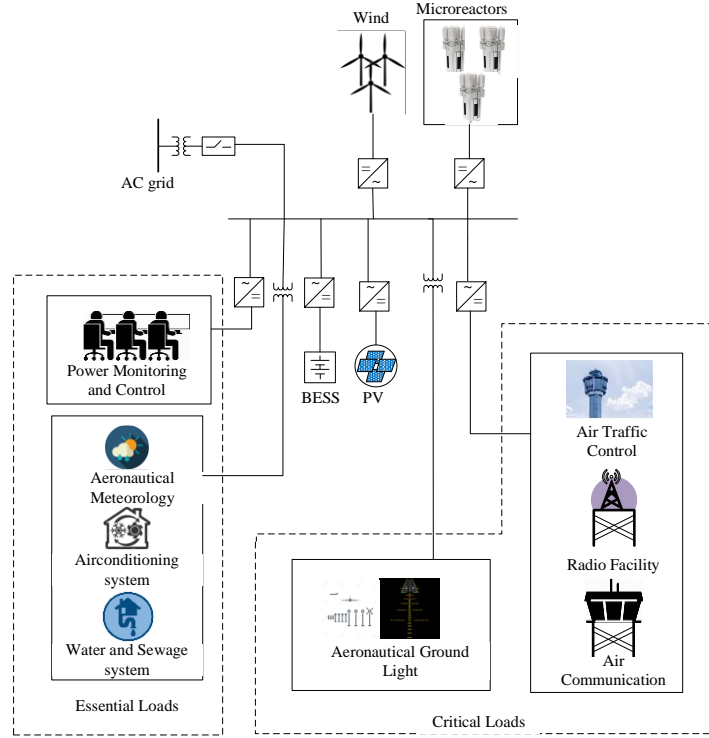 Wind
Microreactors
AC grid
Power Monitoring
and Control
BESS
PV
Aeronautical
Meteorology
Airconditioning
system
Water and Sewage
system
Essential Loads
Aeronautical Ground
Light
Air Traffic
Control
Radio Facility
Air
Communication
Critical Loads